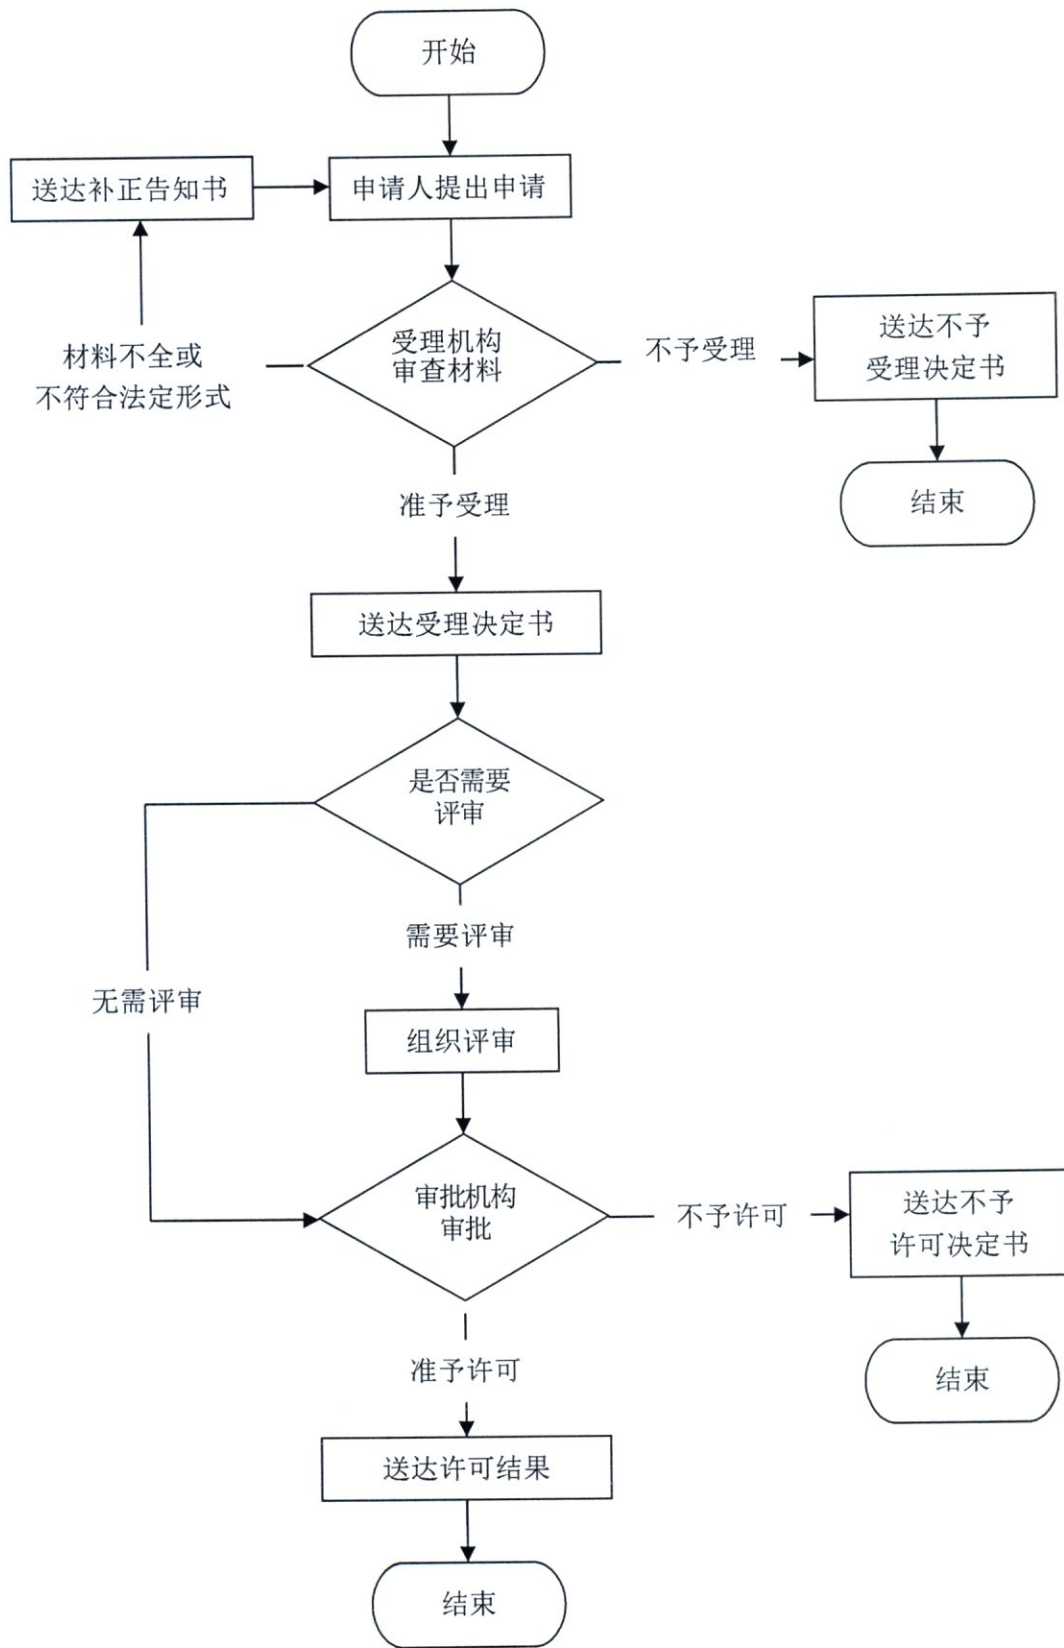 开始
送达补正告知书
申请人提出申请
受理机构
审查材料
材料不全或
不符合法定形式
不予受理
送达不予
受理决定书
结束
准予受理
送达受理决定书
是否需要
评审
需要评审
无需评审
组织评审
审批机构
审批
不予许可
送达不予
许可决定书
结束
准予许可
送达许可结果
结束